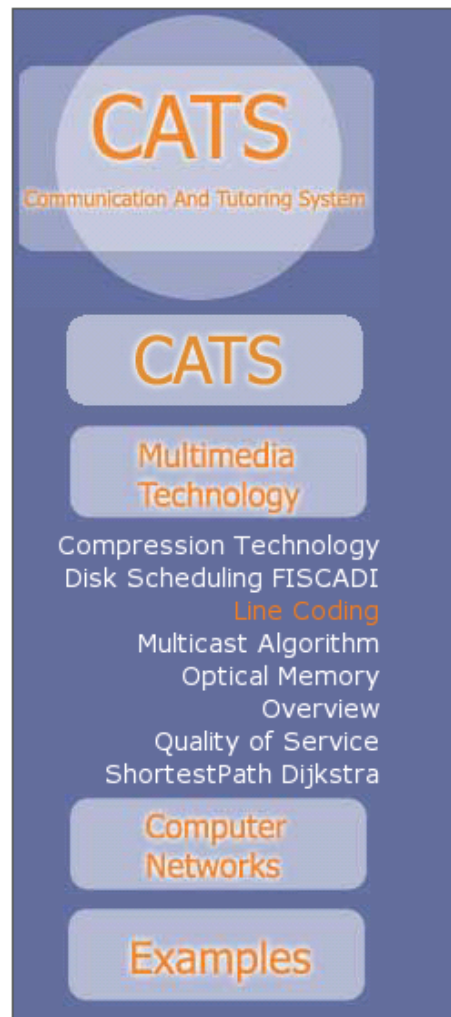 CATS
Communication And Tutoring System
CATS
Multimedia
Technology
Compression Technology
Disk Scheduling FISCADI
Line Coding
Multicast Algorithm
Optical Memory
Overview
Quality of Service
ShortestPath Dijkstra
Computer
Networks
Examples